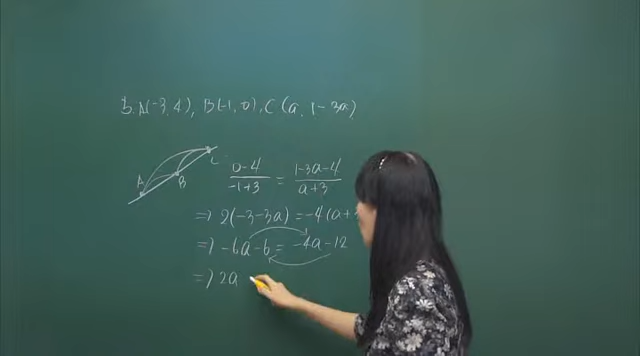 5. A(-3, 4), B(-1, 0), C(a, 1-3a)
A B C
(0-4)/(-1+3) = (1-3a-4)/(a+3)
⇒ 2(-3-3a) = -4(a+3
⇒ -6a-6 = -4a-12
⇒ 2a